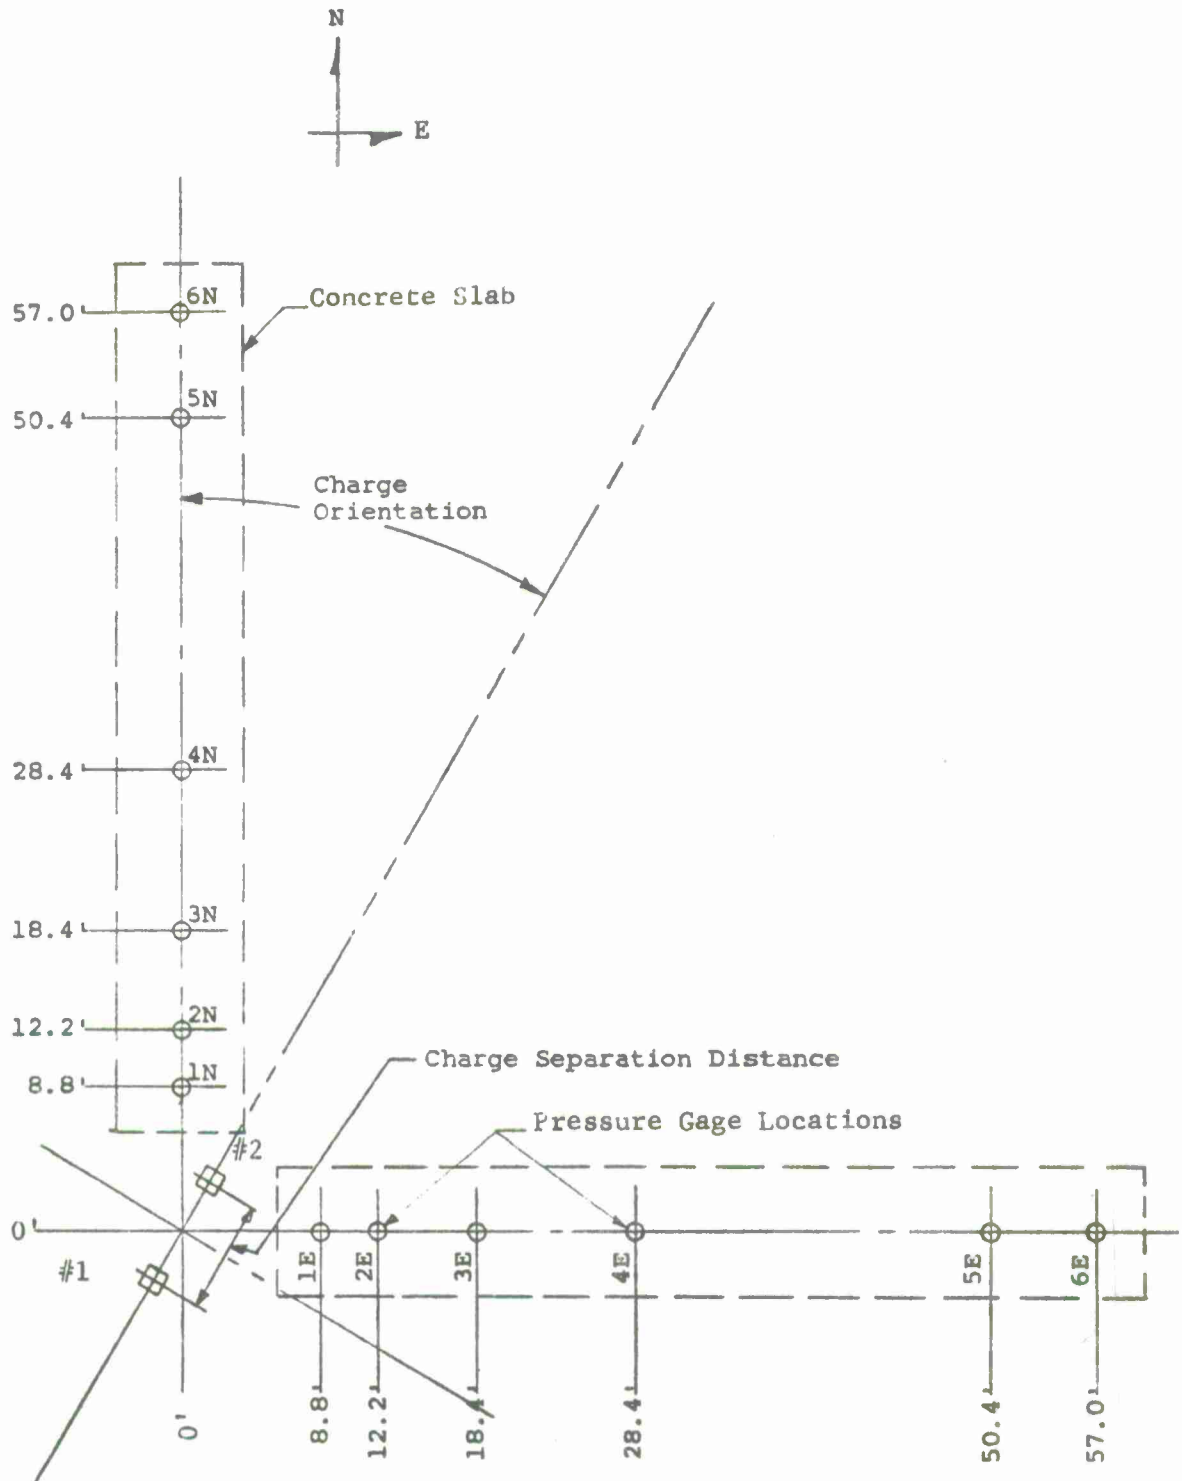 N
E
6N
57.0'
Concrete Slab
5N
50.4'
Charge
Orientation
4N
28.4'
3N
18.4'
2N
12.2'
Charge Separation Distance
1N
8.8'
Pressure Gage Locations
#2
0'
#1
1E
2E
3E
4E
5E
6E
0'
8.8'
12.2'
18.4'
28.4'
50.4'
57.0'